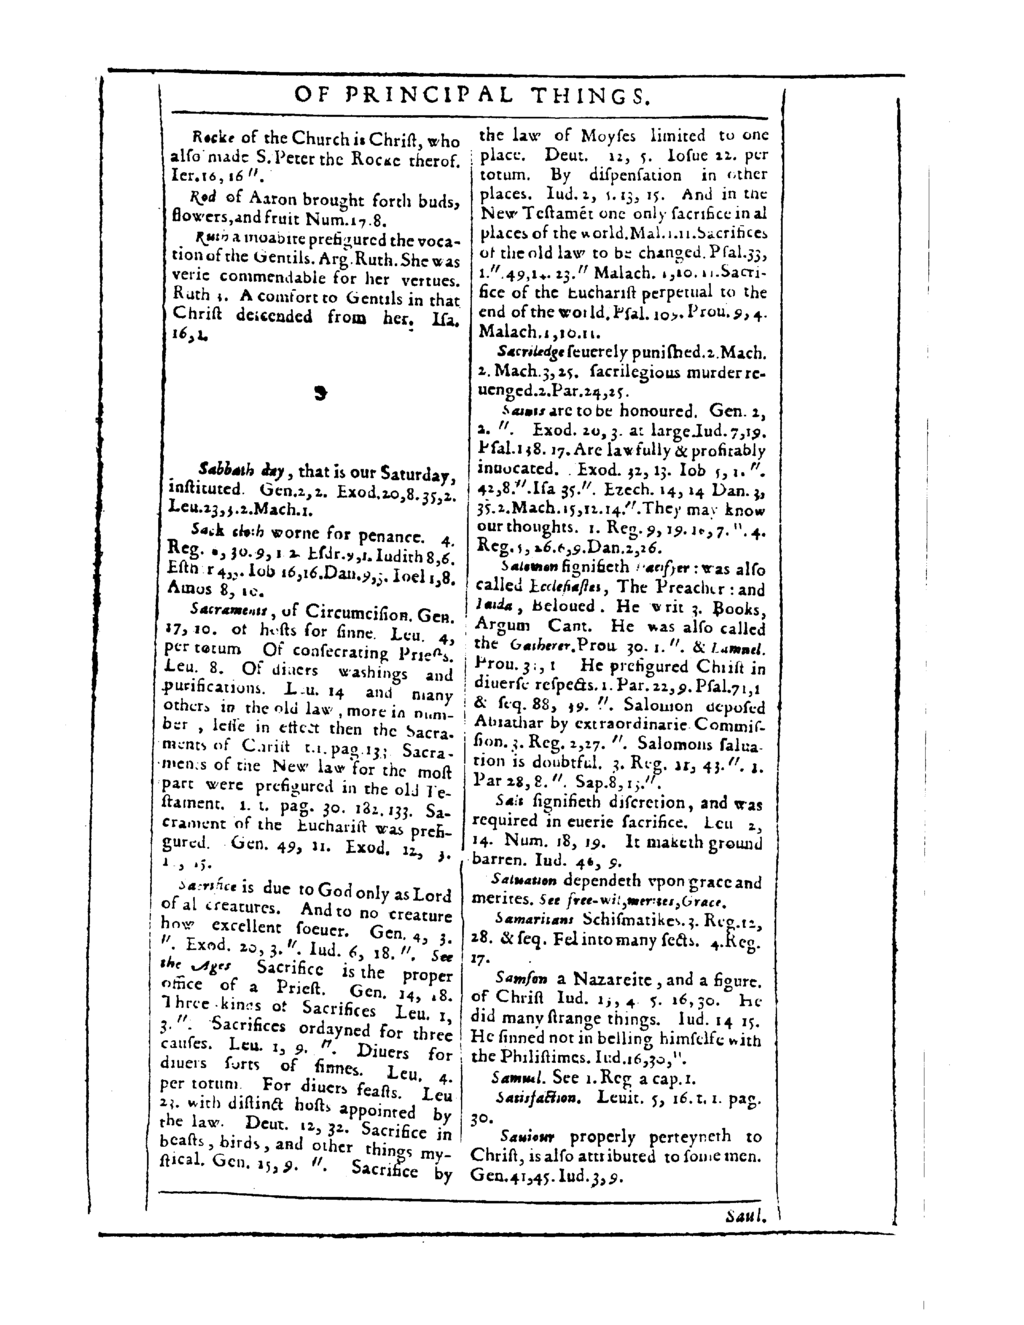 OF PRINCIPAL THINGS.
Rocke of the Church is Chriſt, who
alſo made S. Peter the Rocke therof.
Ier. 16, 16 ".
Rod of Aaron brought forth buds,
flowers, and fruit Num. 17. 8.
Ruth a moabite prefigured the voca-
tion of the Gentils. Arg. Ruth. She was
verie commendable for her vertues.
Ruth A comfort to Gentils in that
Chriſt deſcended from her. Iſa.
16, 1.
S
Sabbath day, that is our Saturday,
inſtituted. Gen. 2, 2. Exod. 20, 8. 35, 2.
Leu. 23, 3. 2. Mach. 1.
Sack cloth worne for penance. 4.
Reg. Eſdr. 9, 1. Iudith 8, 6.
Eſth Iob 16, 16. Dan. 9, 3. Ioel 1, 8.
Amos 8, 10.
Sacraments, of Circumciſion. Gen.
17, 10. of hoſts for ſinne. Leu. 4,
per totum Of conſecrating Prieſts.
Leu. 8. Of diuers washings and
purifications. Leu. 14 and many
others in the old law, more in num-
ber, leſſe in effect then the Sacra-
ments of Chriſt t. 1. pag. Sacra-
ments of the New law for the moſt
part were prefigured in the old Te-
ſtament. 1. t. pag. 30. 182. 133. Sa-
crament of the Euchariſt was prefi-
gured. Gen. 49, 11. Exod. 12, 3.
15.
Sacrifice is due to God only as Lord
of al creatures. And to no creature
how excellent ſoeuer. Gen. 4, 3.
". Exod. 20, 3. ". Iud. 6, 18. ". See
the Ages Sacrifice is the proper
office of a Prieſt. Gen. 14, 18.
Three kines of Sacrifices Leu. 1,
3. ". Sacrifices ordayned for three
cauſes. Leu. 1, 9. ". Diuers for
diuers ſorts of ſinnes. Leu. 4.
per totum. For diuers feaſts. Leu
23. with diſtinct hoſts appointed by
the law. Deut. 12, 32. Sacrifice in
beaſts, birds, and other things my-
ſtical. Gen. 15, 9. ". Sacrifice by
the law of Moyſes limited to one
place. Deut. 12, 5. Ioſue 22. per
totum. By diſpenſation in other
places. Iud. 2, 5. 13, 15. And in the
New Teſtamét one only ſacrifice in al
places of the world. Mal. 1. 11. Sacrifices
of the old law to be changed. Pſal. 39,
1. ". 49, 14. 23. " Malach. 1, 10. 11. Sacri-
fice of the Euchariſt perpetual to the
end of the world. Pſal. 109. Prou. 9, 4.
Malach. 1, 10. 11.
Sacriledge ſeuerely puniſhed. 2. Mach.
2. Mach. 3, 25. ſacrilegious murder re-
uenged. 2. Par. 24, 25.
Saints are to be honoured. Gen. 2,
2. ". Exod. 20, 3. at large. Iud. 7, 19.
Pſal. 138. 17. Are lawfully & profitably
inuocated. Exod. 32, 13. Iob 5, 1. ".
42, 8. ". Iſa 35. ". Ezech. 14, 14 Dan. 3,
35. 2. Mach. 15, 12. 14. ". They may know
our thoughts. 1. Reg. 9, 19. 10, 7. ". 4.
Reg. 5, 26. 6, 9. Dan. 2, 26.
Salomon ſignifieth Pacifyer: was alſo
called Eccleſiaſtes, The Preacher: and
Idida, Beloued. He writ 3. Books,
Argum Cant. He was alſo called
the Gatherer. Prou. 30. 1. ". & Lamuel.
Prou. 31, 1 He prefigured Chriſt in
diuerſe reſpects. 1. Par. 22, 9. Pſal. 71, 1
& ſeq. 88, 39. ". Salomon depoſed
Abiathar by extraordinarie Commiſ-
ſion. 3. Reg. 2, 27. ". Salomons ſalua-
tion is doubtful. 3. Reg. 11, 43. ". 1.
Par 28, 8. ". Sap. 8, 13. ".
Salt ſignifieth diſcretion, and was
required in euerie ſacrifice. Leu 2,
14. Num. 18, 19. It maketh ground
barren. Iud. 9.
Saluation dependeth vpon grace and
merites. See free-wil, merites, Grace.
Samaritans Schiſmatikes. 3. Reg. 12,
28. & ſeq. Fel into many ſects. 4. Reg.
17.
Samſon a Nazareite, and a figure
of Chriſt Iud. 13, 4 5. 16, 30. He
did many ſtrange things. Iud. 14 15.
He ſinned not in belling himſelfe with
the Philiſtimes. Iud. 16, 30, ".
Samuel. See 1. Reg a cap. 1.
Satisfaction. Leuit. 5, 16. t. 1. pag.
30.
Sauiour properly perteyneth to
Chriſt, is alſo attributed to ſome men.
Gen. 41, 45. Iud. 3, 9.
Saul.